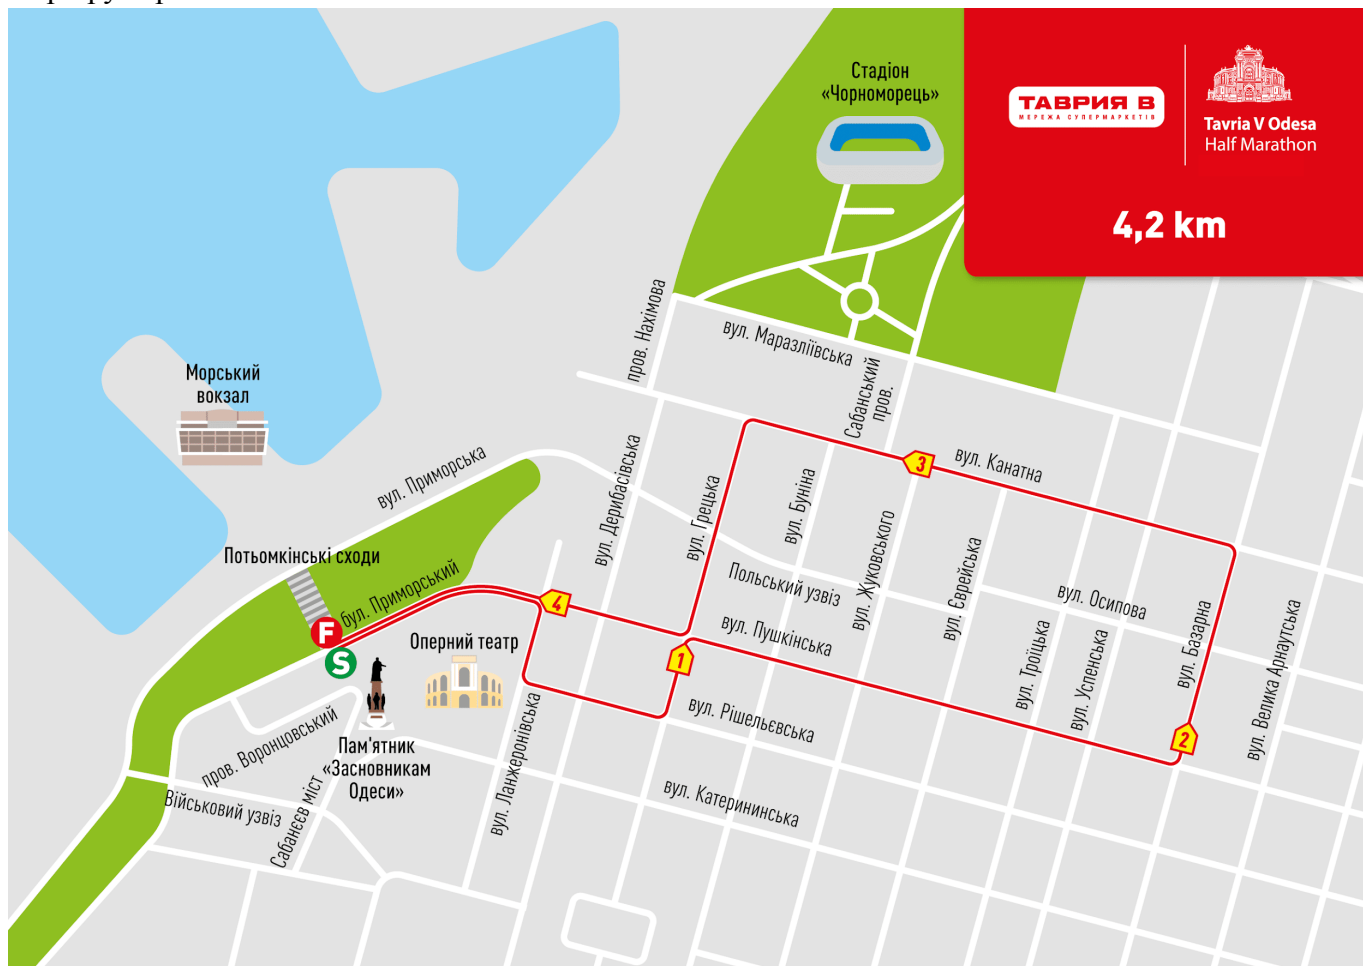 Стадіон
«Чорноморець»
ТАВРИЯ В
МЕРЕЖА СУПЕРМАРКЕТІВ
Tavria V Odesa
Half Marathon
4,2 km
пров. Нахімова
вул. Маразліївська
Сабанський
пров.
Морський
вокзал
вул. Приморська
вул. Дерибасівська
вул. Грецька
вул. Буніна
3
вул. Канатна
вул. Жуковського
вул. Єврейська
Потьомкінські сходи
бул. Приморський
Польський узвіз
вул. Осипова
4
F
S
Оперний театр
1
вул. Пушкінська
вул. Троїцька
вул. Успенська
вул. Базарна
вул. Велика Арнаутська
2
пров. Воронцовський
Пам'ятник
«Засновникам
Одеси»
вул. Ланжеронівська
вул. Рішельєвська
Військовий узвіз
Сабанєєв міст
вул. Катерининська